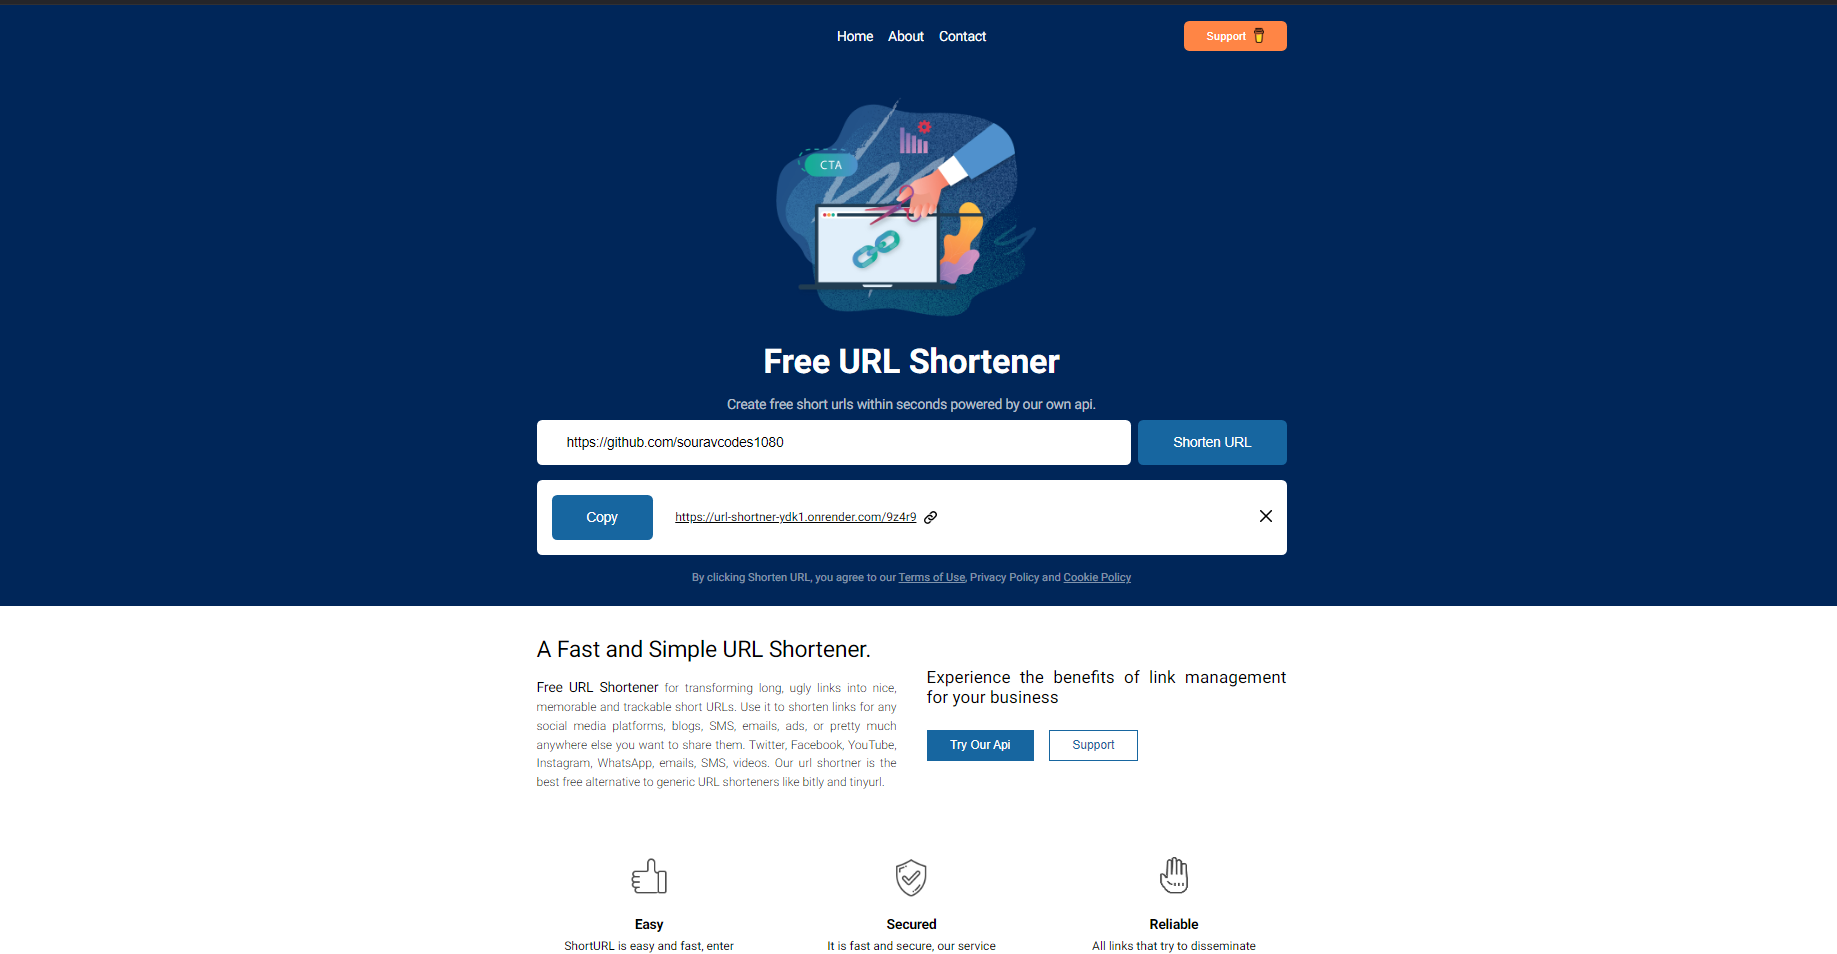 Home About Contact
Support
CTA
Free URL Shortener
Create free short urls within seconds powered by our own api.
https://github.com/souravcodes1080
Shorten URL
Copy
https://url-shortner-ydk1.onrender.com/9z4r9
By clicking Shorten URL, you agree to our Terms of Use, Privacy Policy and Cookie Policy
A Fast and Simple URL Shortener.
Free URL Shortener for transforming long, ugly links into nice,
memorable and trackable short URLs. Use it to shorten links for any
social media platforms, blogs, SMS, emails, ads, or pretty much
anywhere else you want to share them. Twitter, Facebook, YouTube,
Instagram, WhatsApp, emails, SMS, videos. Our url shortner is the
best free alternative to generic URL shorteners like bitly and tinyurl.
Experience the benefits of link management
for your business
Try Our Api
Support
Easy
ShortURL is easy and fast, enter
Secured
It is fast and secure, our service
Reliable
All links that try to disseminate